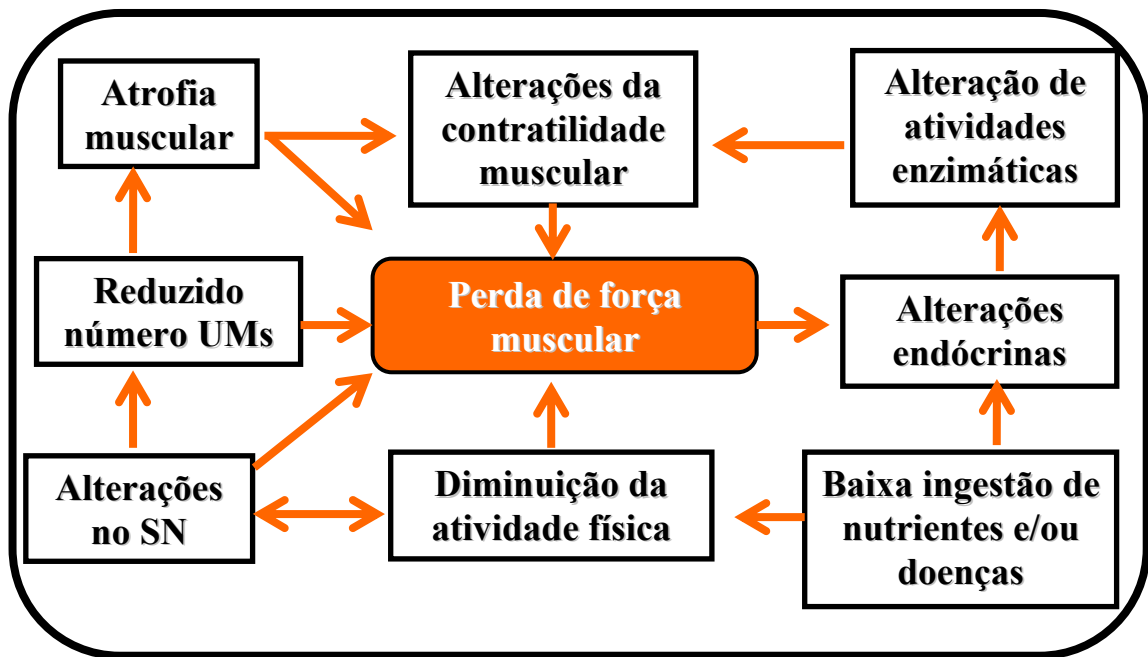 Atrofia
muscular
Alterações da
contratilidade
muscular
Alteração de
atividades
enzimáticas
Reduzido
número UMs
Perda de força
muscular
Alterações
endócrinas
Alterações
no SN
Diminuição da
atividade física
Baixa ingestão de
nutrientes e/ou
doenças